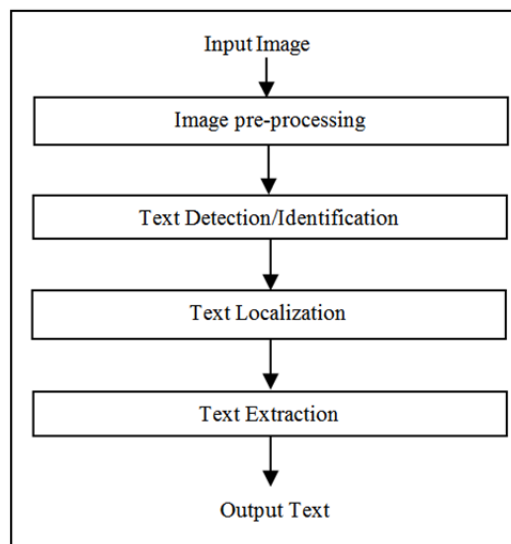 Input Image
Image pre-processing
Text Detection/Identification
Text Localization
Text Extraction
Output Text